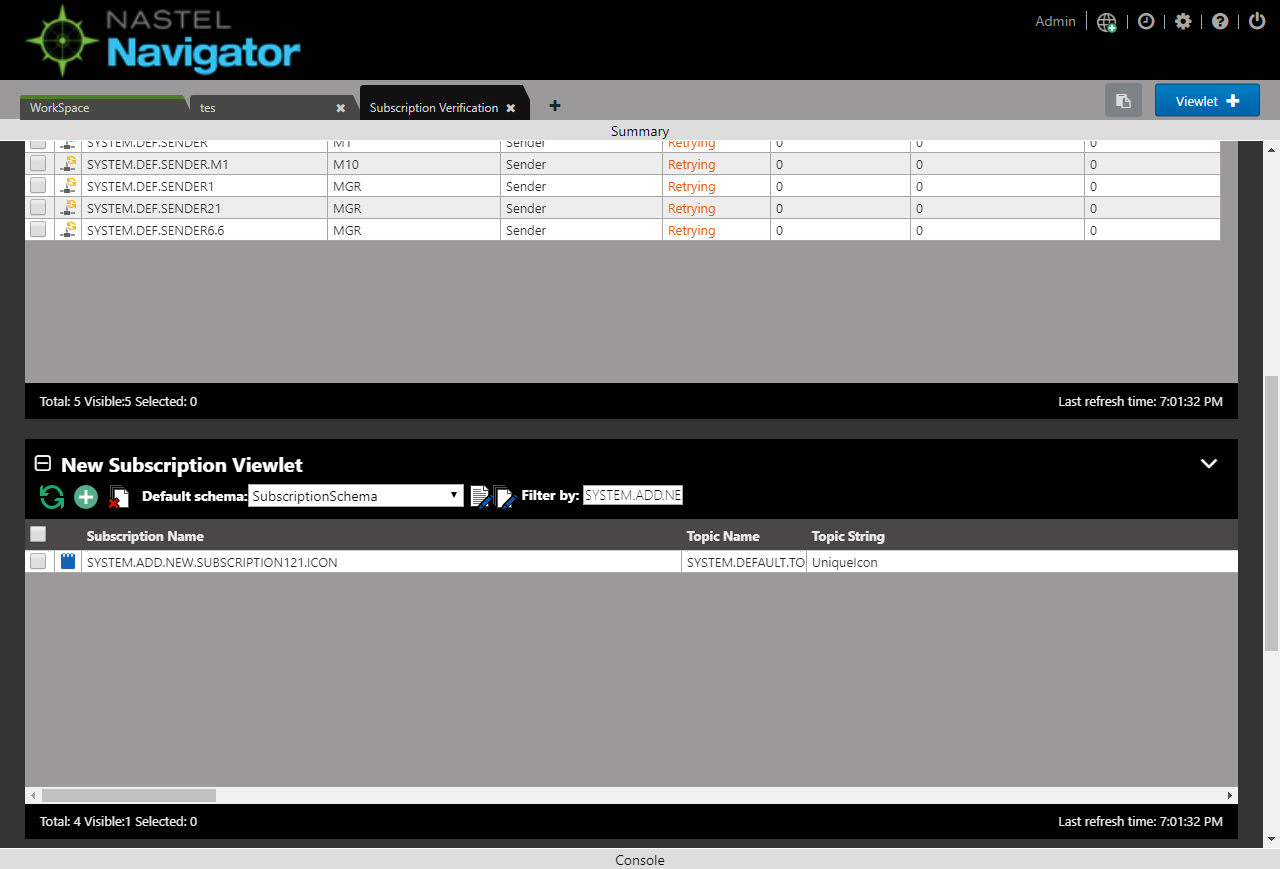 NASTEL
Navigator
Admin
WorkSpace
tes
Subscription Verification
Viewlet
Summary
SYSTEM.DEF.SENDER M1 Sender Retrying 0 0 0
SYSTEM.DEF.SENDER.M1 M10 Sender Retrying 0 0 0
SYSTEM.DEF.SENDER1 MGR Sender Retrying 0 0 0
SYSTEM.DEF.SENDER21 MGR Sender Retrying 0 0 0
SYSTEM.DEF.SENDER6.6 MGR Sender Retrying 0 0 0
Total: 5 Visible:5 Selected: 0 Last refresh time: 7:01:32 PM
New Subscription Viewlet
Default schema: SubscriptionSchema Filter by: SYSTEM.ADD.NE
Subscription Name Topic Name Topic String
SYSTEM.ADD.NEW.SUBSCRIPTION121.ICON SYSTEM.DEFAULT.TO UniqueIcon
Total: 4 Visible:1 Selected: 0 Last refresh time: 7:01:32 PM
Console